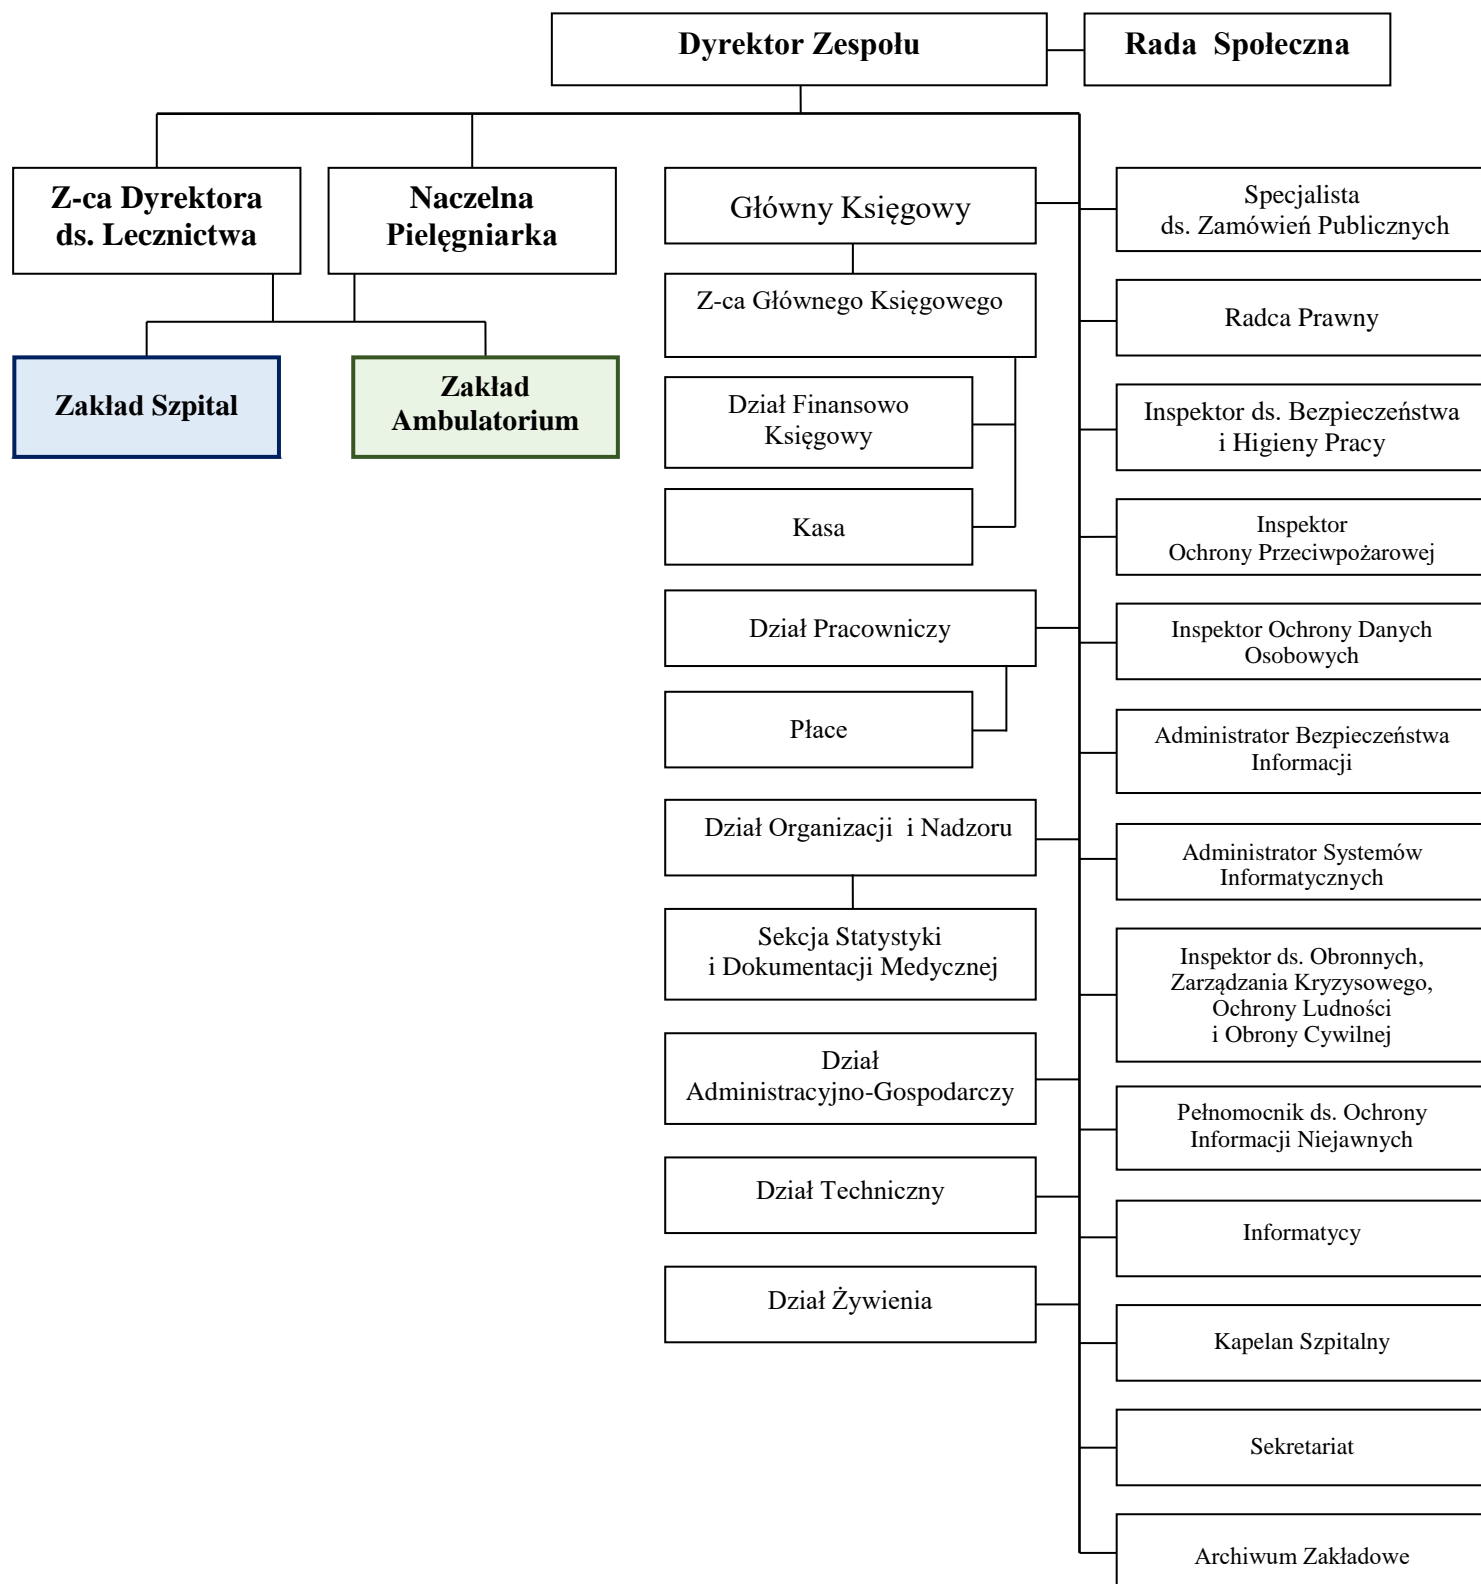 Dyrektor Zespołu
Rada Społeczna
Z-ca Dyrektora
ds. Lecznictwa
Naczelna
Pielęgniarka
Zakład Szpital
Zakład
Ambulatorium
Główny Księgowy
Z-ca Głównego Księgowego
Dział Finansowo
Księgowy
Kasa
Dział Pracowniczy
Płace
Dział Organizacji i Nadzoru
Sekcja Statystyki
i Dokumentacji Medycznej
Dział
Administracyjno-Gospodarczy
Dział Techniczny
Dział Żywienia
Specjalista
ds. Zamówień Publicznych
Radca Prawny
Inspektor ds. Bezpieczeństwa
i Higieny Pracy
Inspektor
Ochrony Przeciwpożarowej
Inspektor Ochrony Danych
Osobowych
Administrator Bezpieczeństwa
Informacji
Administrator Systemów
Informatycznych
Inspektor ds. Obronnych,
Zarządzania Kryzysowego,
Ochrony Ludności
i Obrony Cywilnej
Pełnomocnik ds. Ochrony
Informacji Niejawnych
Informatycy
Kapelan Szpitalny
Sekretariat
Archiwum Zakładowe